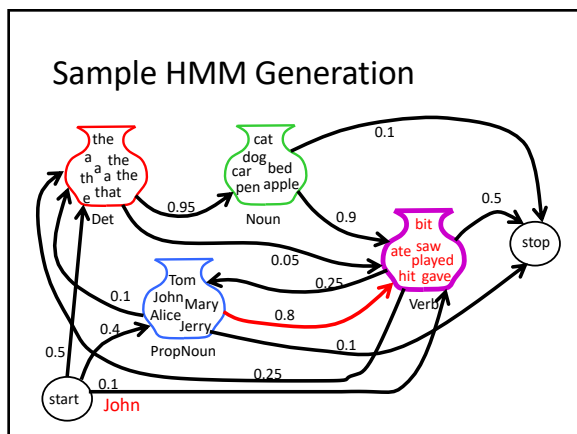 Sample HMM Generation
the
a
a
a
the
the
th
e
that
Det
0.95
cat
dog
car
bed
pen
apple
Noun
0.1
0.9
0.5
bit
ate
saw
played
hit
gave
Verb
stop
0.05
0.25
Tom
John
Mary
Alice
Jerry
PropNoun
0.8
0.1
0.4
0.5
0.1
0.1
0.25
start
John